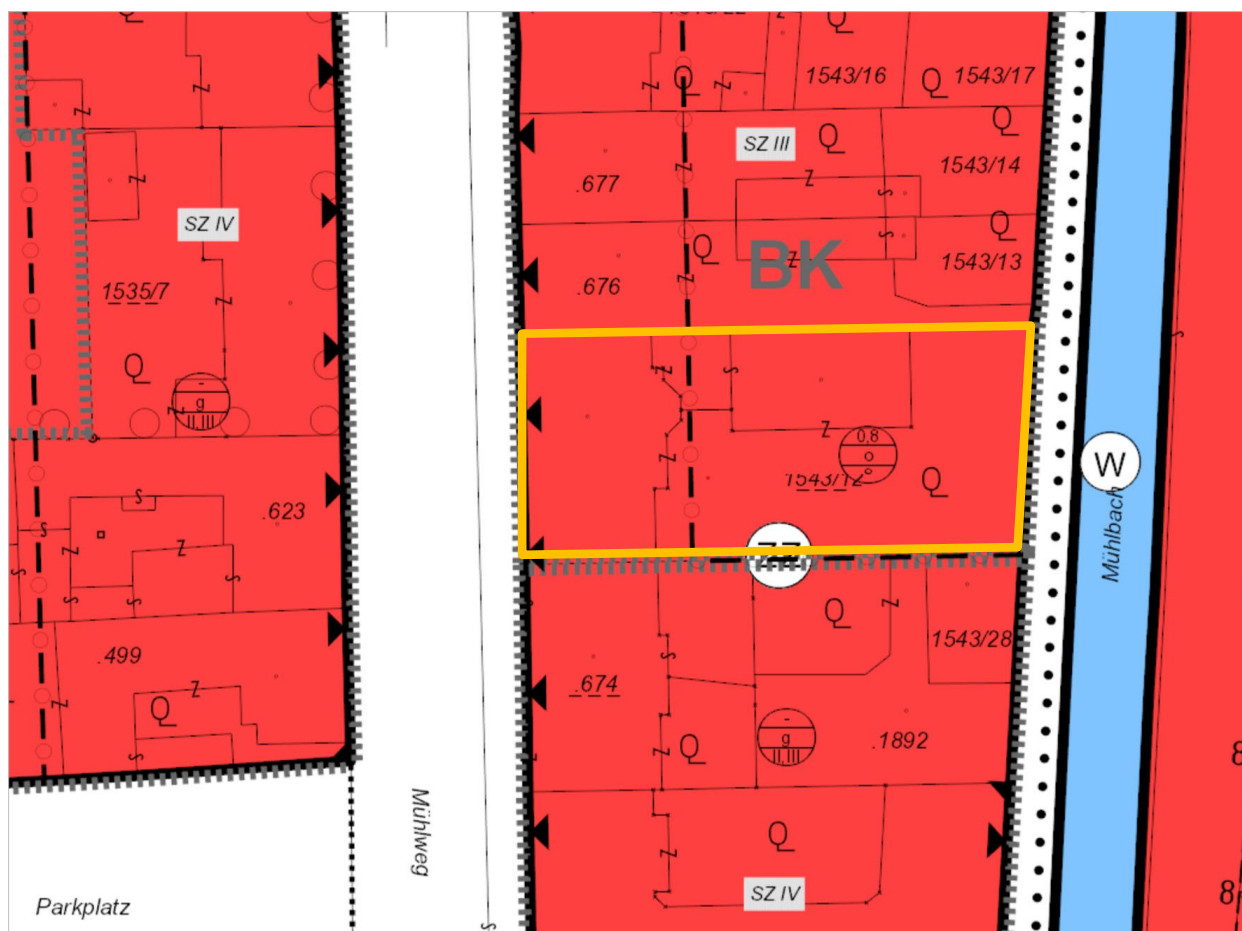 1543/16
1543/17
SZ III
1543/14
.677
SZ IV
BK
1543/13
1535/7
.676
-
g
II,III
0,8
o
o
W
1543/12
.623
Mühlbach
ZZ
1543/28
.499
.674
-
g
II,III
.1892
Mühlweg
SZ IV
Parkplatz